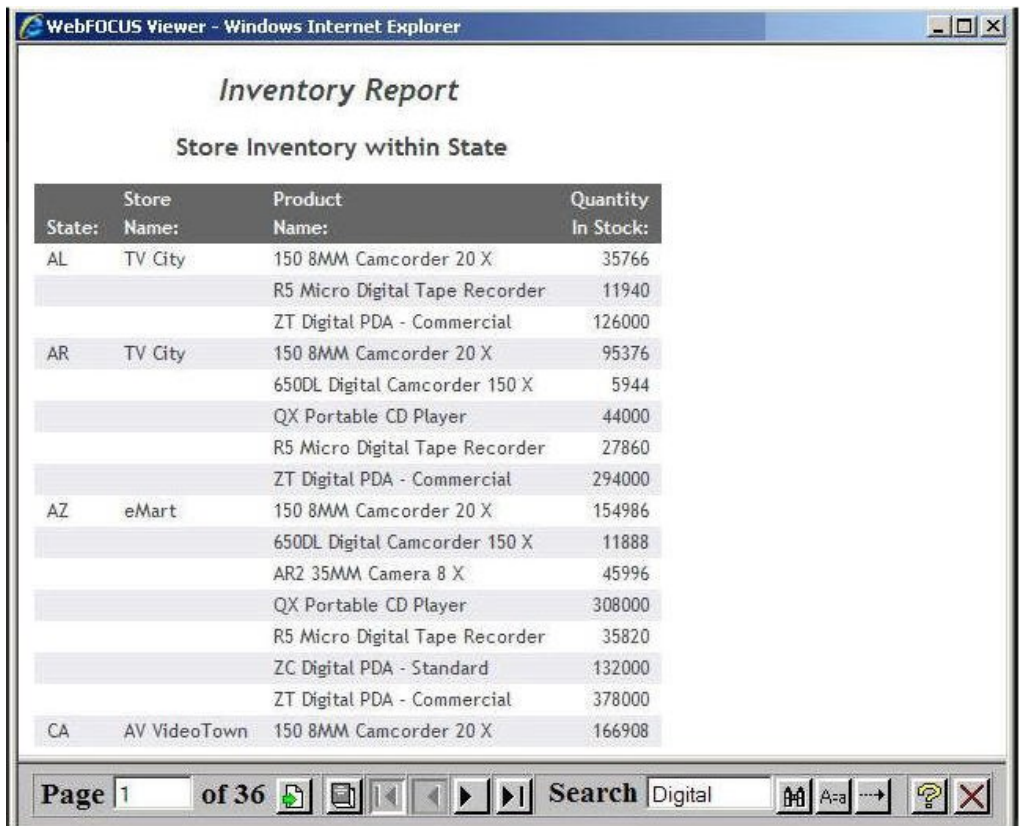 WebFOCUS Viewer - Windows Internet Explorer
Inventory Report
Store Inventory within State
Store Product Quantity
State: Name: Name: In Stock:
AL TV City 150 8MM Camcorder 20 X 35766
R5 Micro Digital Tape Recorder 11940
ZT Digital PDA - Commercial 126000
AR TV City 150 8MM Camcorder 20 X 95376
650DL Digital Camcorder 150 X 5944
QX Portable CD Player 44000
R5 Micro Digital Tape Recorder 27860
ZT Digital PDA - Commercial 294000
AZ eMart 150 8MM Camcorder 20 X 154986
650DL Digital Camcorder 150 X 11888
AR2 35MM Camera 8 X 45996
QX Portable CD Player 308000
R5 Micro Digital Tape Recorder 35820
ZC Digital PDA - Standard 132000
ZT Digital PDA - Commercial 378000
CA AV VideoTown 150 8MM Camcorder 20 X 166908
Page 1 of 36 Search Digital A=a